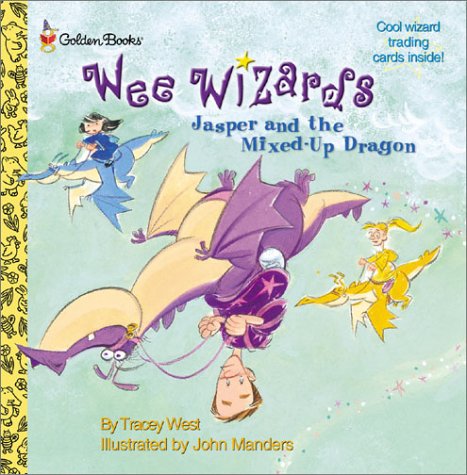 Golden Books®
Cool wizard
trading
cards inside!
Wee Wizards
Jasper and the
Mixed-Up Dragon
By Tracey West
Illustrated by John Manders